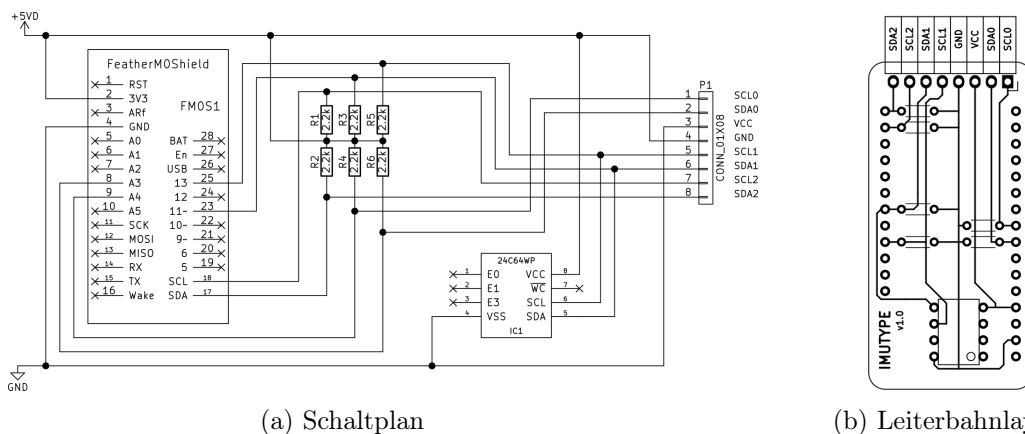 +5VD
FeatherM0Shield
FMOS1
1 RST
2 3V3
3 ARf
4 GND
5 A0
6 A1
7 A2
8 A3
9 A4
10 A5
11 SCK
12 MOSI
13 MISO
14 RX
15 TX
16 Wake
BAT 28
En 27
USB 26
13 25
12 24
11- 23
10- 22
9- 21
6 20
5 19
SCL 18
SDA 17
R1 2.2k
R3 2.2k
R5 2.2k
R2 2.2k
R4 2.2k
R6 2.2k
P1
CONN_01X08
1 SCL0
2 SDA0
3 VCC
4 GND
5 SCL1
6 SDA1
7 SCL2
8 SDA2
24C64WP
1 E0
2 E1
3 E3
4 VSS
VCC 8
WC 7
SCL 6
SDA 5
IC1
GND
(a) Schaltplan
SDA2
SCL2
SDA1
SCL1
GND
VCC
SDA0
SCL0
IMUTYPE
v1.0
(b) Leiterbahnlay